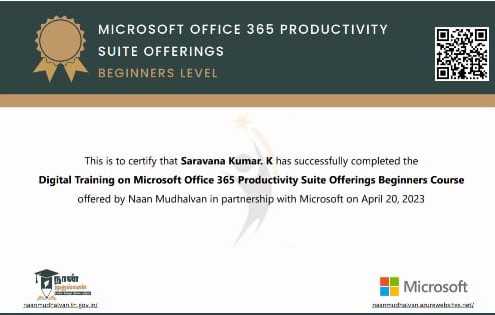 MICROSOFT OFFICE 365 PRODUCTIVITY
SUITE OFFERINGS
BEGINNERS LEVEL
This is to certify that Saravana Kumar. K has successfully completed the
Digital Training on Microsoft Office 365 Productivity Suite Offerings Beginners Course
offered by Naan Mudhalvan in partnership with Microsoft on April 20, 2023
நான்
முதல்வன்
naanmudhalvan.tn.gov.in/
Microsoft
naanmudhalvan.azurewebsites.net/